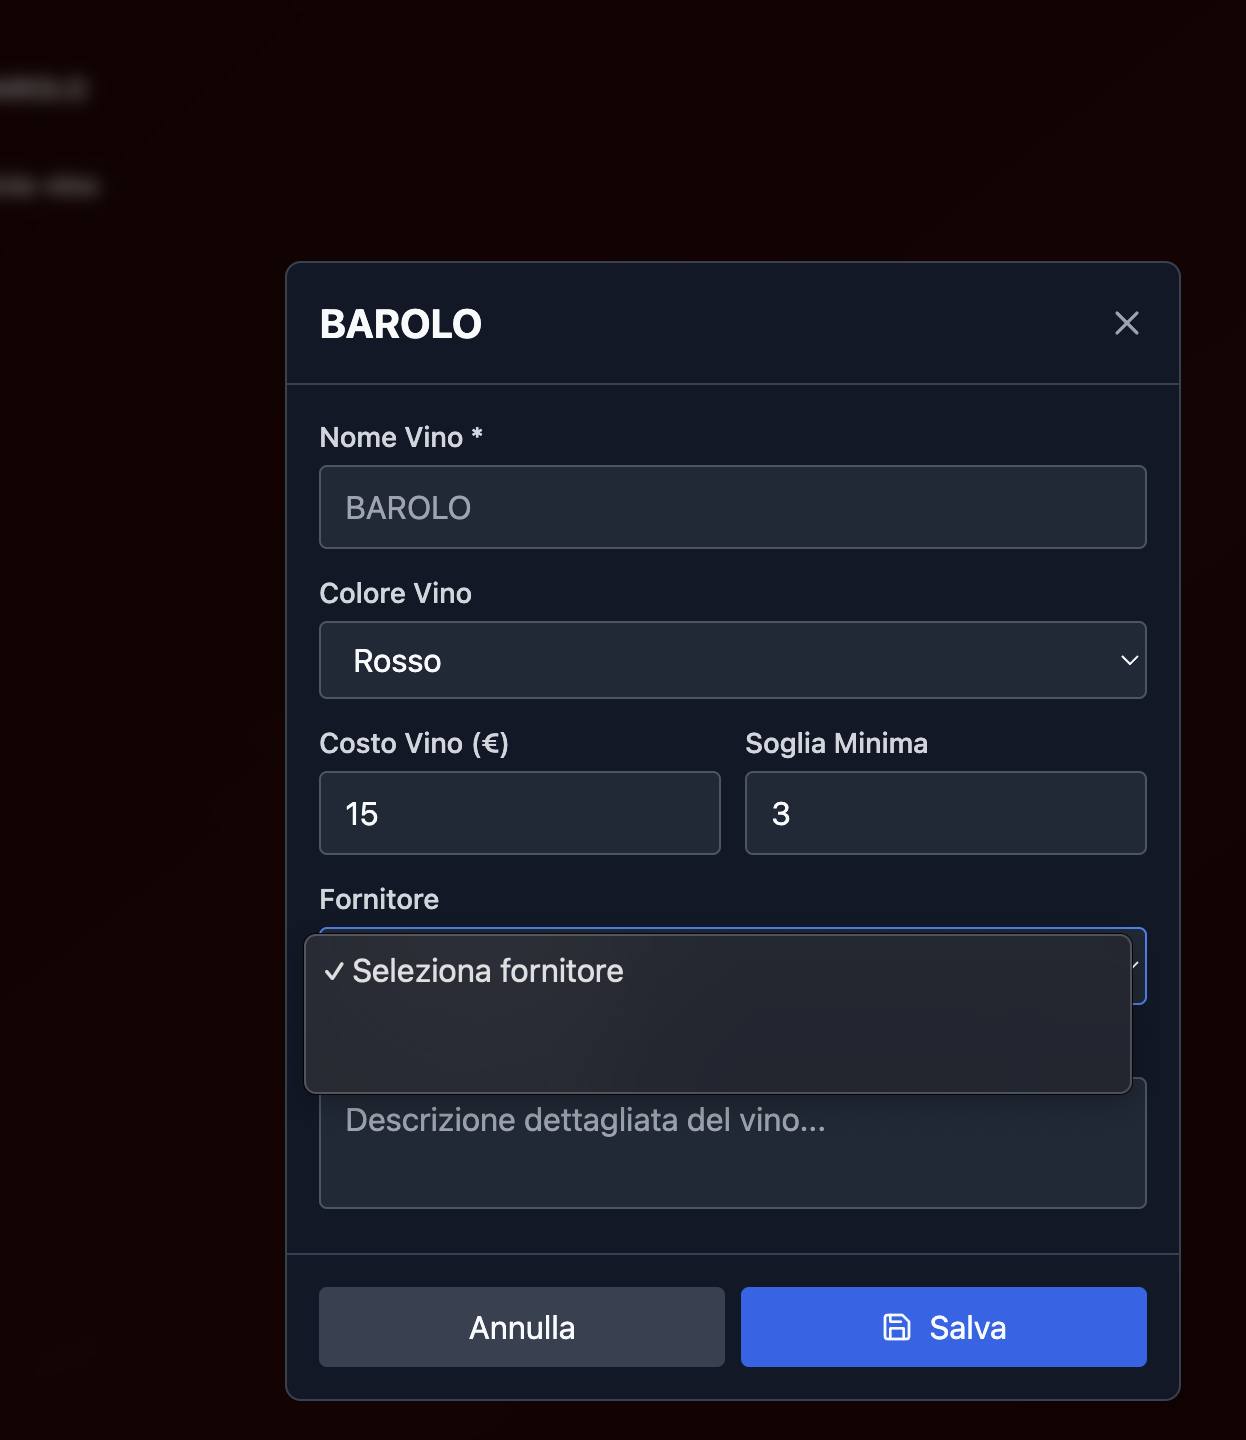 BAROLO
Nome Vino *
BAROLO
Colore Vino
Rosso
Costo Vino (€)
Soglia Minima
15
3
Fornitore
✓ Seleziona fornitore
Descrizione dettagliata del vino...
Annulla
Salva